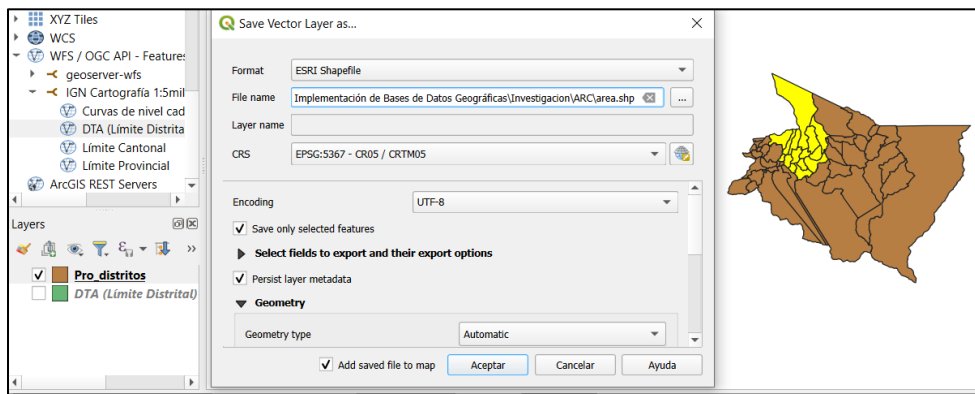 XYZ Tiles
WCS
WFS / OGC API - Features
geoserver-wfs
IGN Cartografía 1:5mil
Curvas de nivel cad
DTA (Límite Distrita
Límite Cantonal
Límite Provincial
ArcGIS REST Servers
Layers
Pro_distritos
DTA (Límite Distrital)
Save Vector Layer as...
Format
ESRI Shapefile
File name
Implementación de Bases de Datos Geográficas\Investigacion\ARC\area.shp
...
Layer name
CRS
EPSG:5367 - CR05 / CRTM05
Encoding
UTF-8
Save only selected features
Select fields to export and their export options
Persist layer metadata
Geometry
Geometry type
Automatic
Add saved file to map
Aceptar
Cancelar
Ayuda